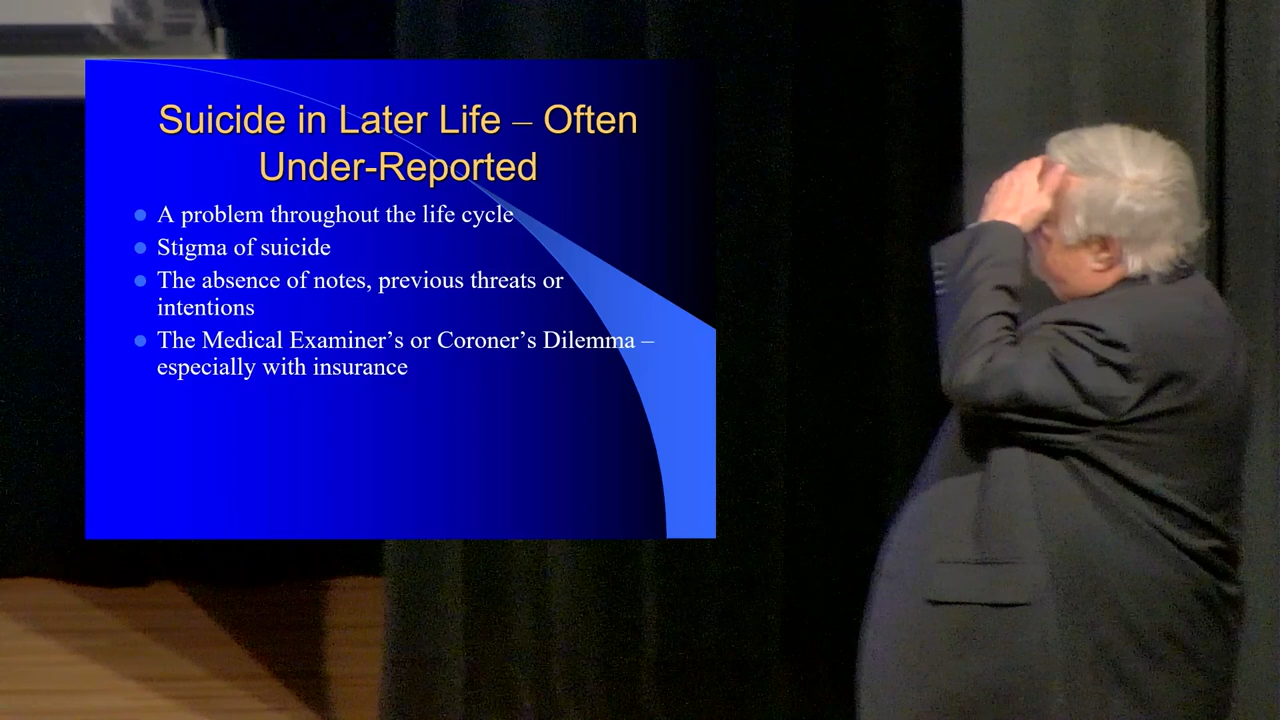 Suicide in Later Life – Often
Under-Reported
A problem throughout the life cycle
Stigma of suicide
The absence of notes, previous threats or
intentions
The Medical Examiner’s or Coroner’s Dilemma –
especially with insurance